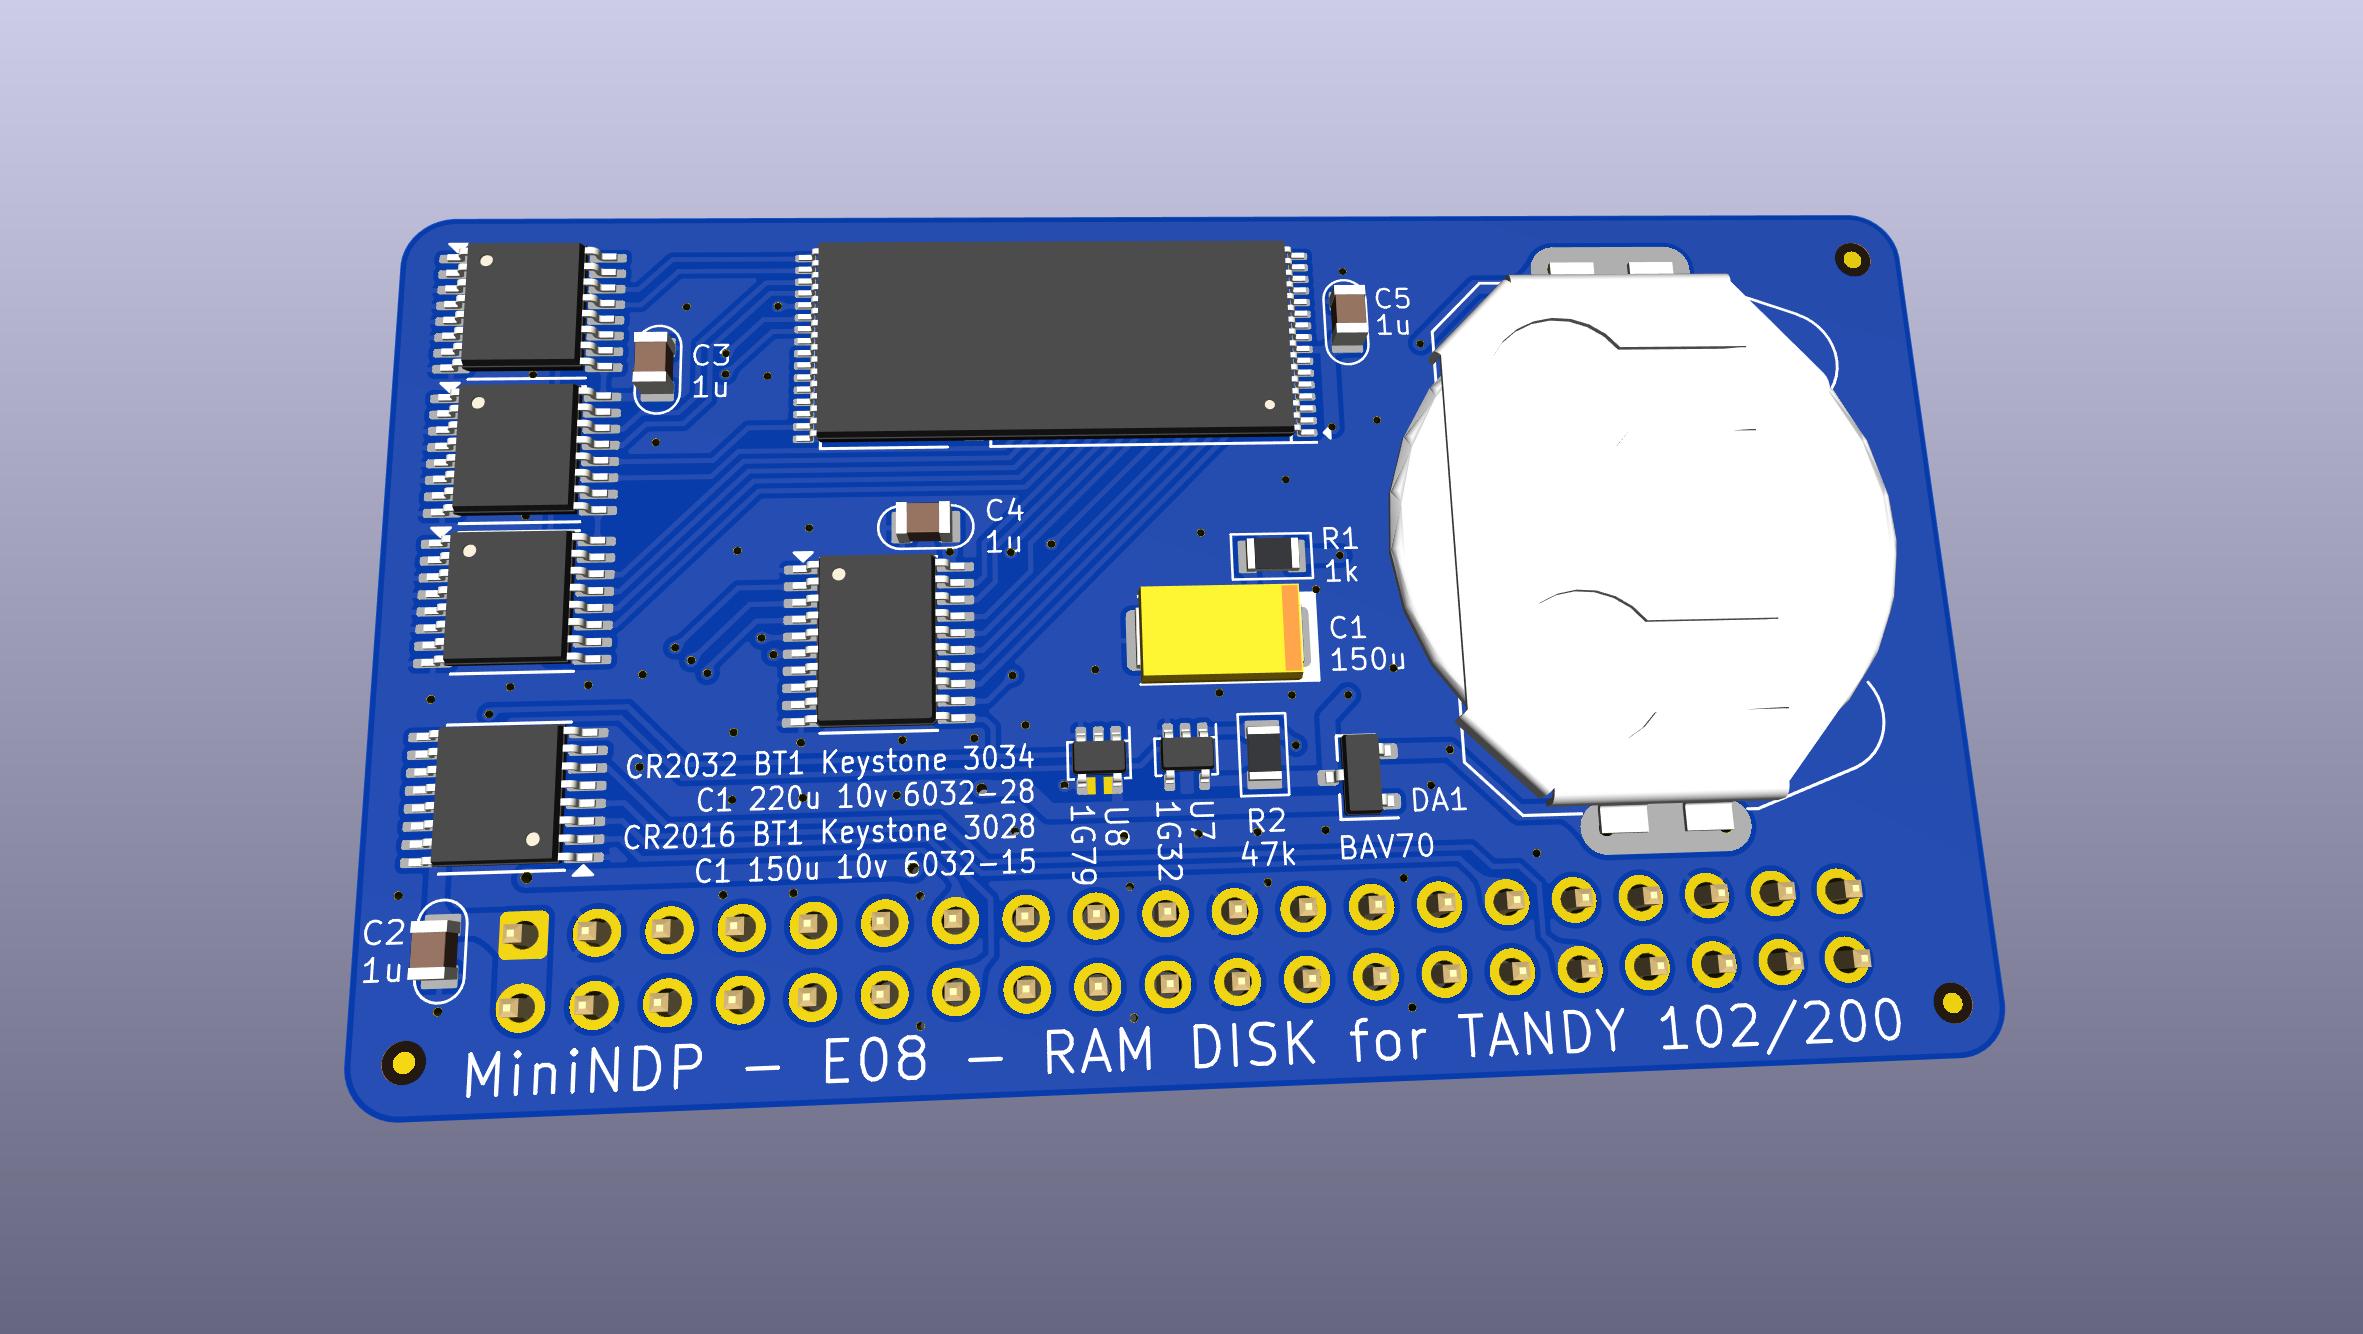 C3
1u
C5
1u
C4
1u
R1
1k
C1
150u
CR2032 BT1 Keystone 3034
C1 220u 10v 6032-28
CR2016 BT1 Keystone 3028
C1 150u 10v 6032-15
U8
1G79
U7
1G32
R2
47k
DA1
BAV70
C2
1u
MiniNDP - E08 - RAM DISK for TANDY 102/200